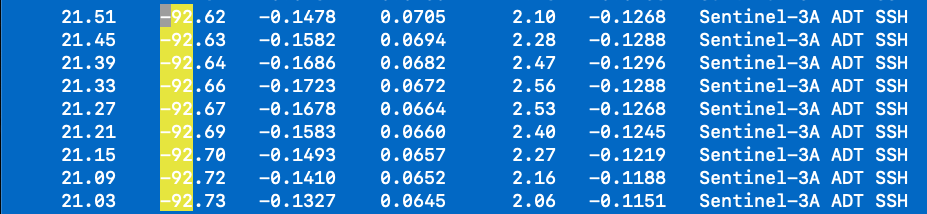 21.51 -92.62 -0.1478 0.0705 2.10 -0.1268 Sentinel-3A ADT SSH
21.45 -92.63 -0.1582 0.0694 2.28 -0.1288 Sentinel-3A ADT SSH
21.39 -92.64 -0.1686 0.0682 2.47 -0.1296 Sentinel-3A ADT SSH
21.33 -92.66 -0.1723 0.0672 2.56 -0.1288 Sentinel-3A ADT SSH
21.27 -92.67 -0.1678 0.0664 2.53 -0.1268 Sentinel-3A ADT SSH
21.21 -92.69 -0.1583 0.0660 2.40 -0.1245 Sentinel-3A ADT SSH
21.15 -92.70 -0.1493 0.0657 2.27 -0.1219 Sentinel-3A ADT SSH
21.09 -92.72 -0.1410 0.0652 2.16 -0.1188 Sentinel-3A ADT SSH
21.03 -92.73 -0.1327 0.0645 2.06 -0.1151 Sentinel-3A ADT SSH